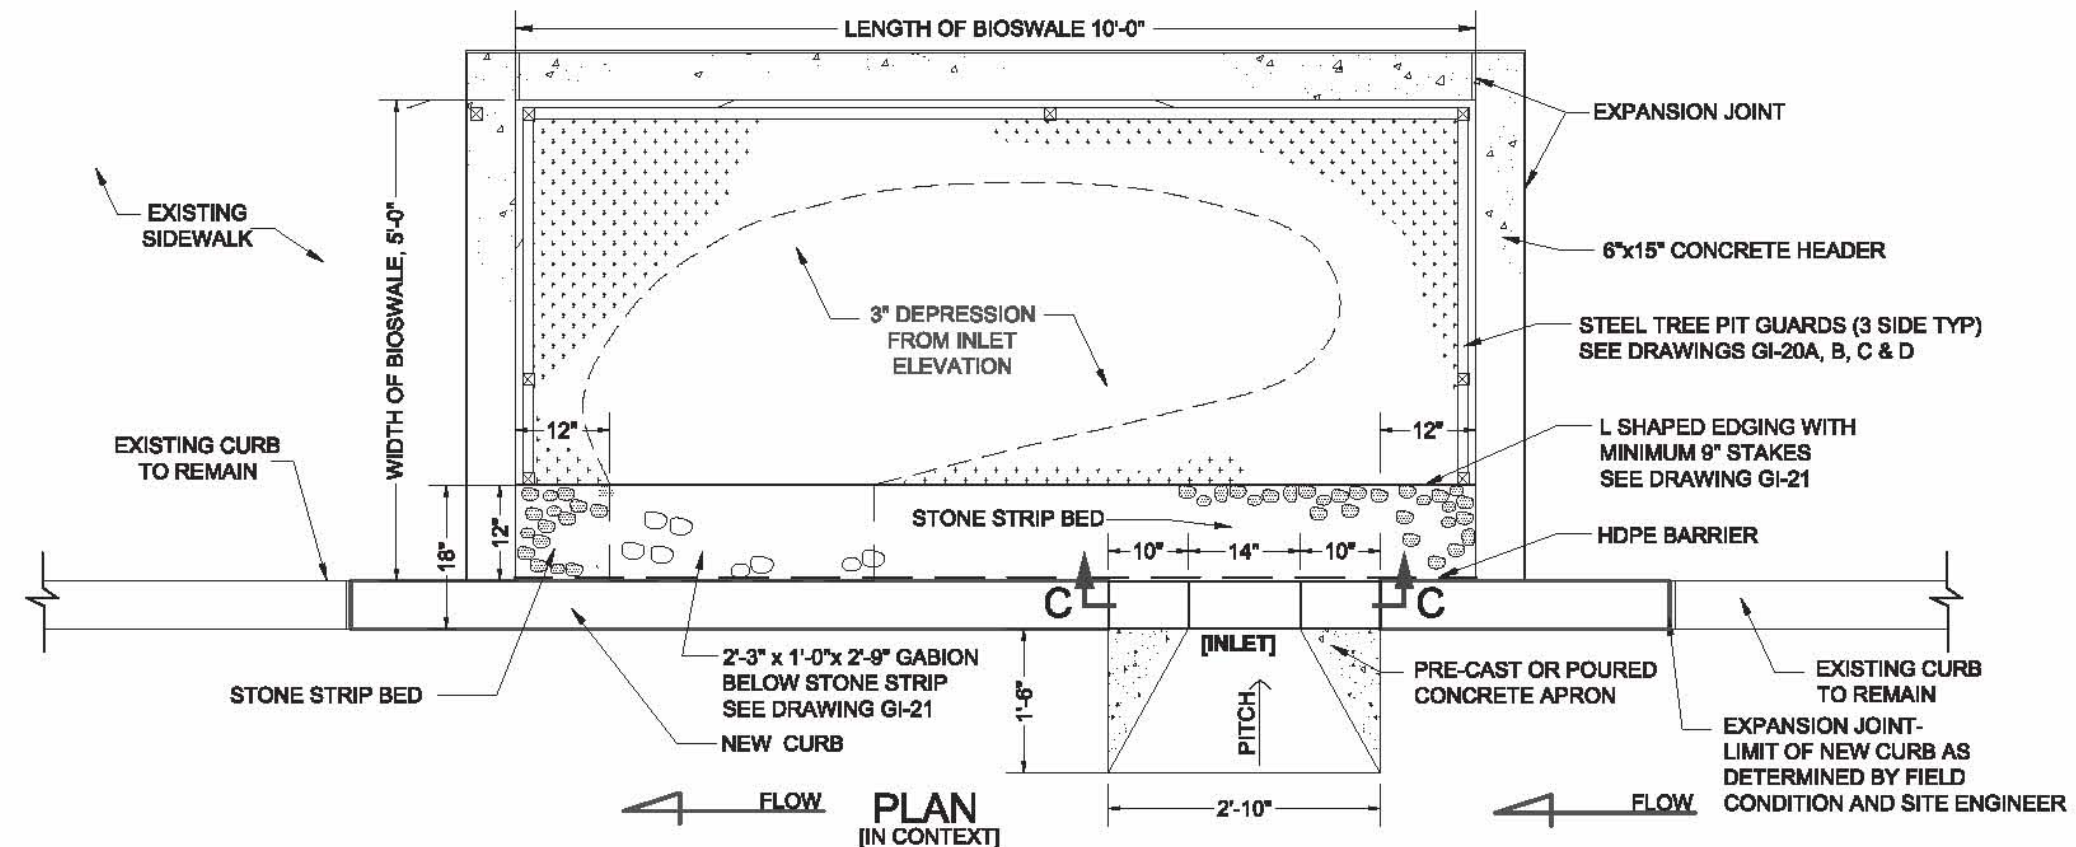 LENGTH OF BIOSWALE 10'-0"
EXPANSION JOINT
WIDTH OF BIOSWALE, 5'-0"
EXISTING
SIDEWALK
6"x15" CONCRETE HEADER
3" DEPRESSION
FROM INLET
ELEVATION
STEEL TREE PIT GUARDS (3 SIDE TYP)
SEE DRAWINGS GI-20A, B, C & D
12"
12"
L SHAPED EDGING WITH
MINIMUM 9" STAKES
SEE DRAWING GI-21
EXISTING CURB
TO REMAIN
18"
12"
STONE STRIP BED
HDPE BARRIER
10"
14"
10"
C
C
[INLET]
2'-3" x 1'-0"x 2'-9" GABION
BELOW STONE STRIP
SEE DRAWING GI-21
STONE STRIP BED
NEW CURB
1'-6"
PITCH
PRE-CAST OR POURED
CONCRETE APRON
EXISTING CURB
TO REMAIN
EXPANSION JOINT-
LIMIT OF NEW CURB AS
DETERMINED BY FIELD
CONDITION AND SITE ENGINEER
FLOW
PLAN
[IN CONTEXT]
2'-10"
FLOW